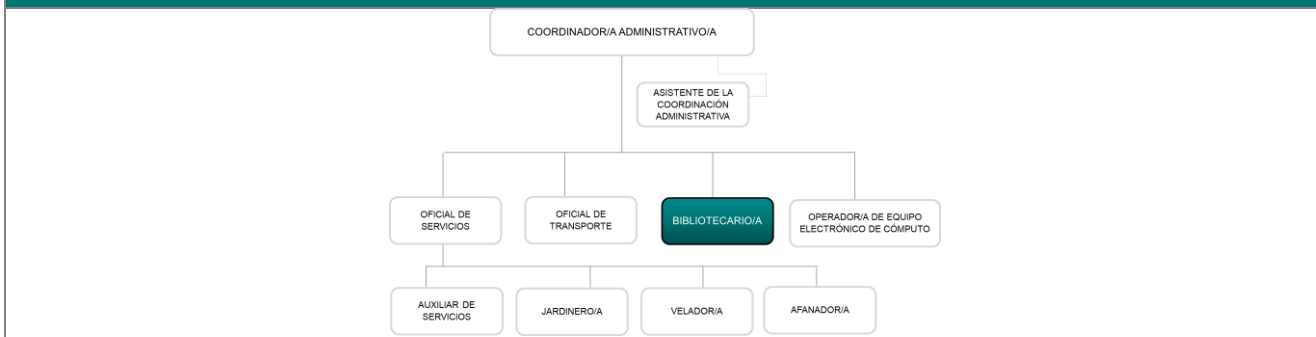 COORDINADOR/A ADMINISTRATIVO/A
ASISTENTE DE LA
COORDINACIÓN
ADMINISTRATIVA
OFICIAL DE
SERVICIOS
OFICIAL DE
TRANSPORTE
BIBLIOTECARIO/A
OPERADOR/A DE EQUIPO
ELECTRÓNICO DE CÓMPUTO
AUXILIAR DE
SERVICIOS
JARDINERO/A
VELADOR/A
AFANADOR/A